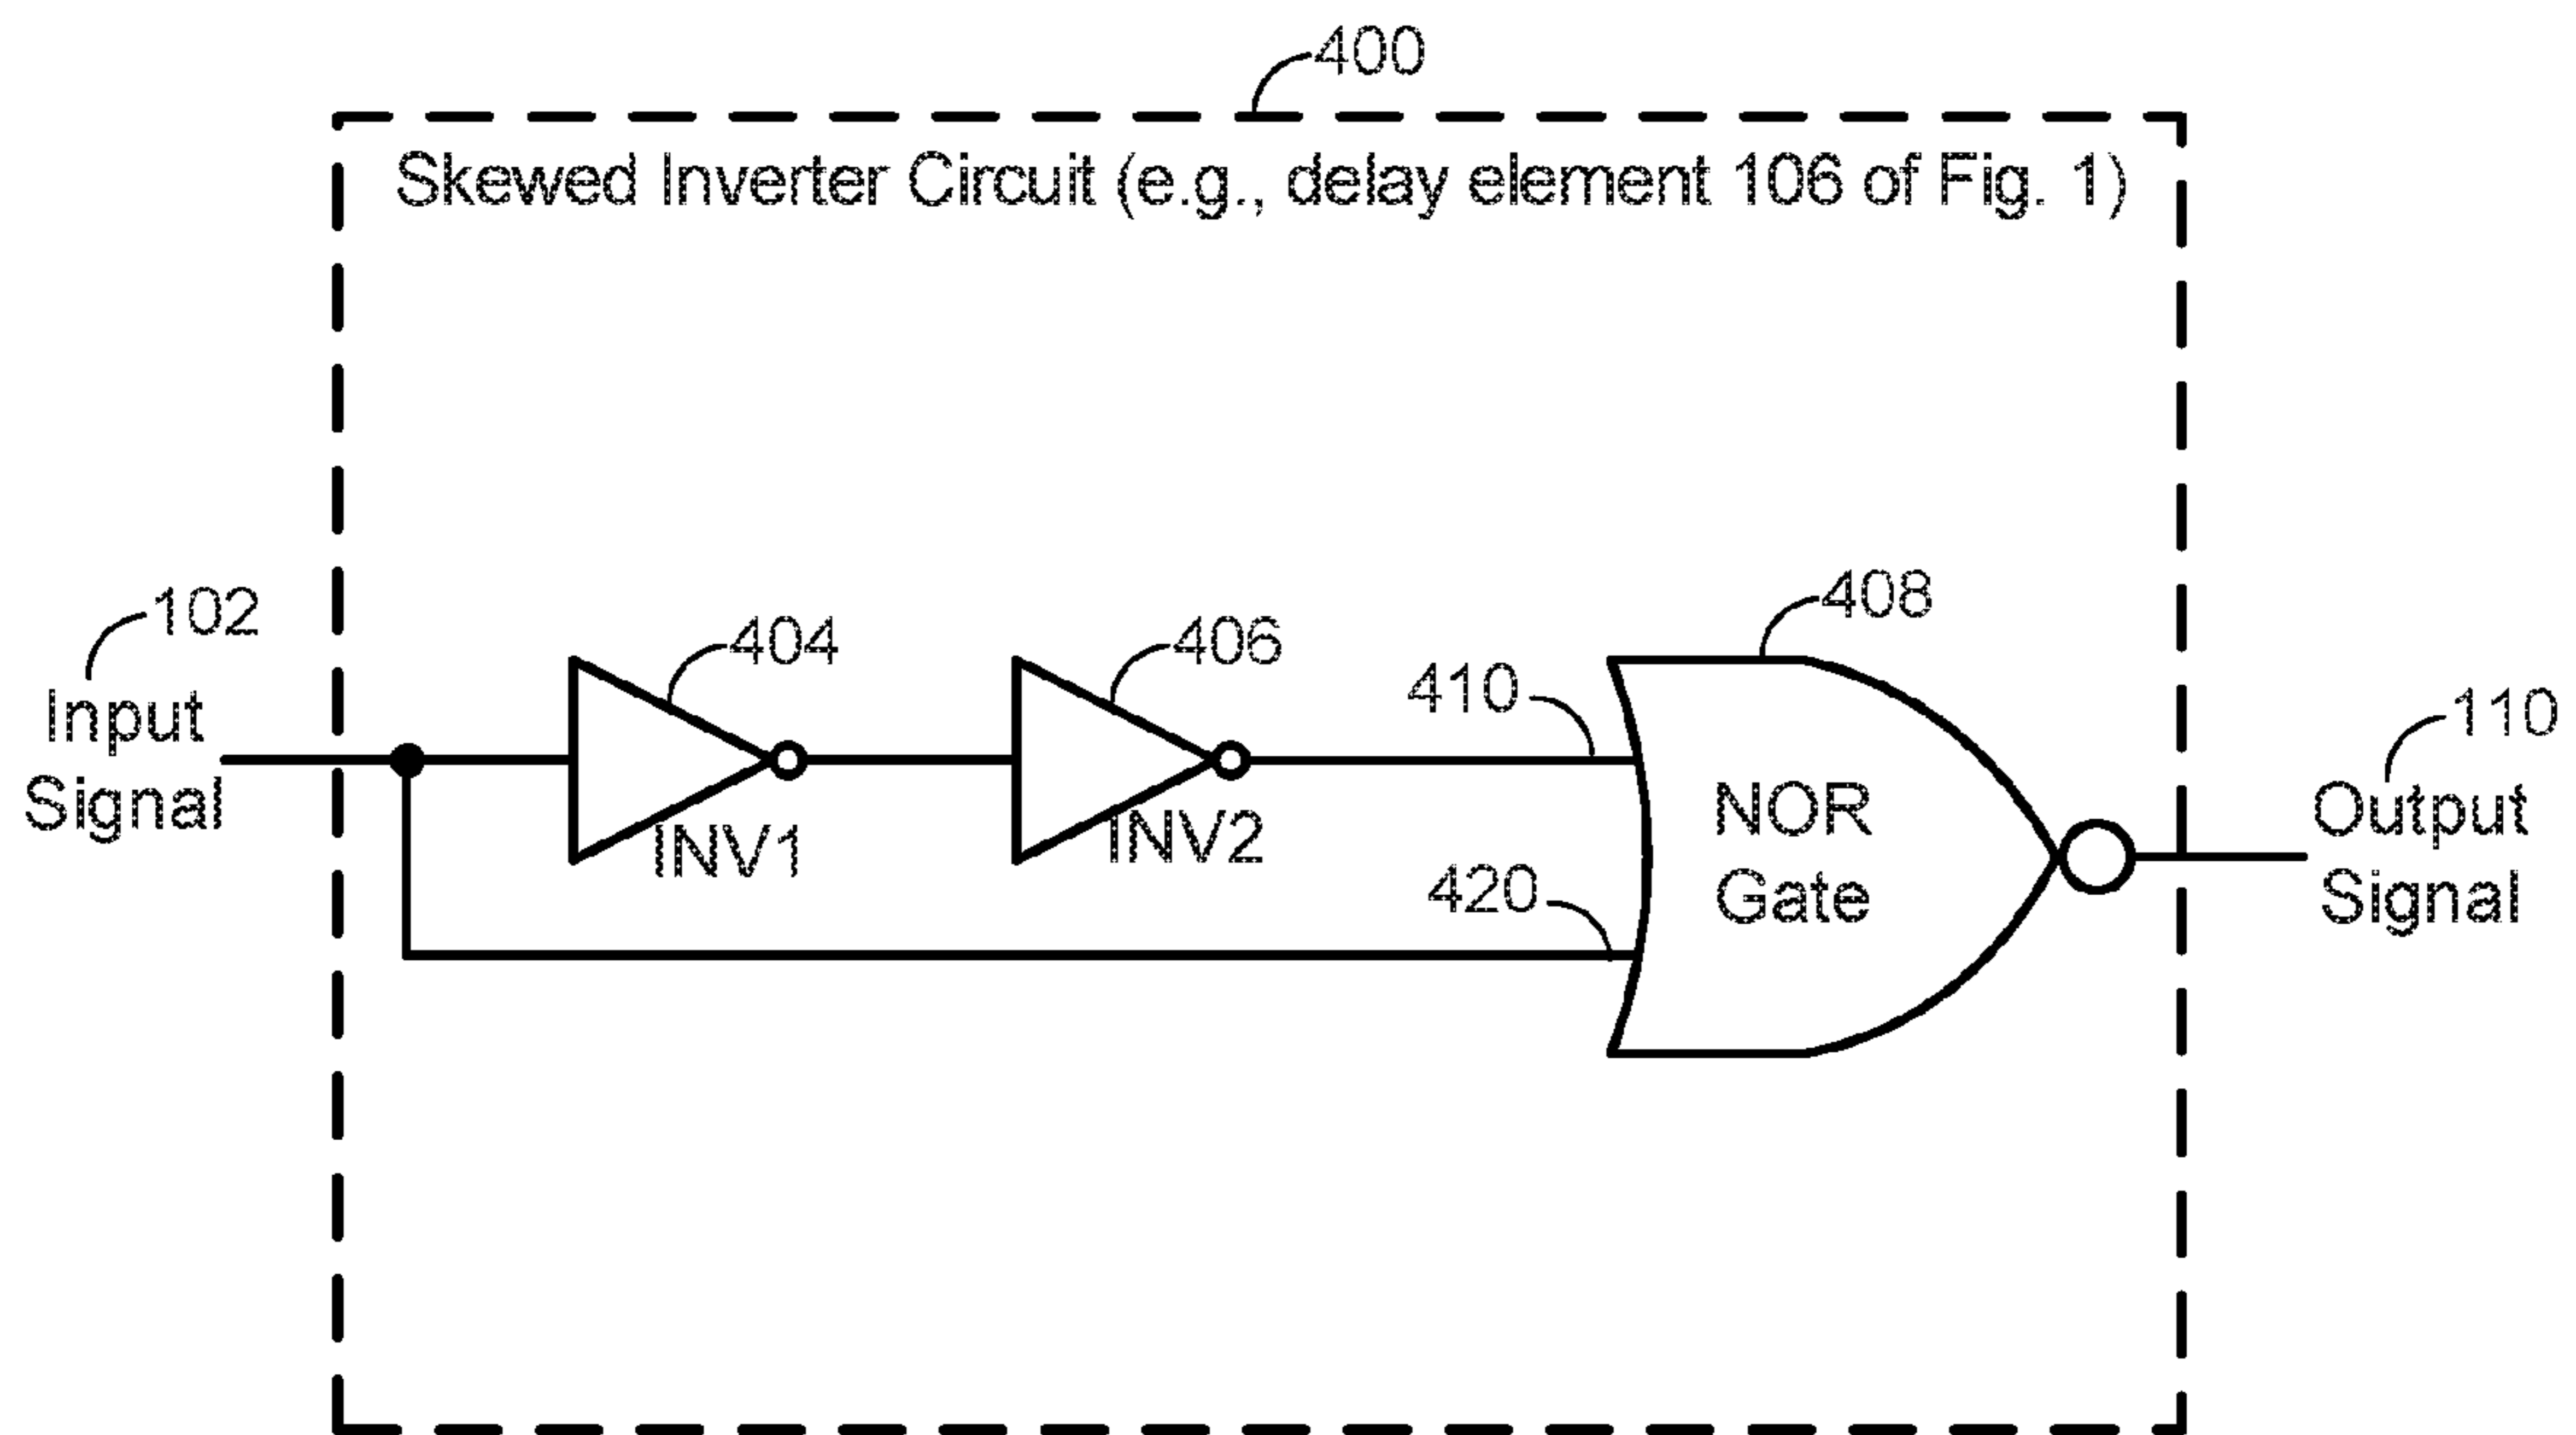 400
Skewed Inverter Circuit (e.g., delay element 106 of Fig. 1)
102
Input
Signal
404
INV1
406
INV2
410
420
408
NOR
Gate
110
Output
Signal